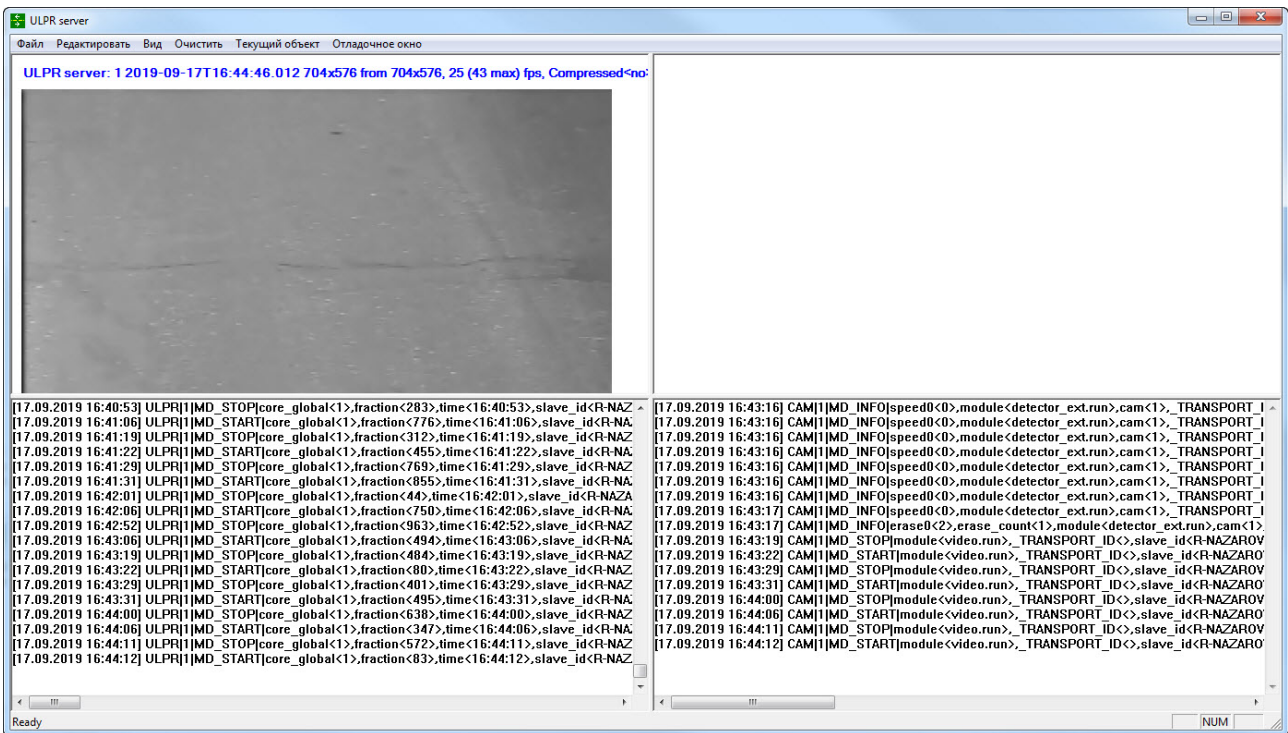 ULPR server
Файл Редактировать Вид Очистить Текущий объект Отладочное окно
ULPR server: 1 2019-09-17T16:44:46.012 704x576 from 704x576, 25 (43 max) fps, Compressed<no>
[17.09.2019 16:40:53] ULPR|1|MD_STOP|core_global<1>,fraction<283>,time<16:40:53>,slave_id<R-NAZ
[17.09.2019 16:41:06] ULPR|1|MD_START|core_global<1>,fraction<776>,time<16:41:06>,slave_id<R-NAZ
[17.09.2019 16:41:19] ULPR|1|MD_STOP|core_global<1>,fraction<312>,time<16:41:19>,slave_id<R-NAZ
[17.09.2019 16:41:22] ULPR|1|MD_START|core_global<1>,fraction<455>,time<16:41:22>,slave_id<R-NAZ
[17.09.2019 16:41:29] ULPR|1|MD_STOP|core_global<1>,fraction<769>,time<16:41:29>,slave_id<R-NAZ
[17.09.2019 16:41:31] ULPR|1|MD_START|core_global<1>,fraction<855>,time<16:41:31>,slave_id<R-NAZ
[17.09.2019 16:42:01] ULPR|1|MD_STOP|core_global<1>,fraction<44>,time<16:42:01>,slave_id<R-NAZA
[17.09.2019 16:42:06] ULPR|1|MD_START|core_global<1>,fraction<750>,time<16:42:06>,slave_id<R-NAZ
[17.09.2019 16:42:52] ULPR|1|MD_STOP|core_global<1>,fraction<963>,time<16:42:52>,slave_id<R-NAZ
[17.09.2019 16:43:06] ULPR|1|MD_START|core_global<1>,fraction<494>,time<16:43:06>,slave_id<R-NAZ
[17.09.2019 16:43:19] ULPR|1|MD_STOP|core_global<1>,fraction<484>,time<16:43:19>,slave_id<R-NAZ
[17.09.2019 16:43:22] ULPR|1|MD_START|core_global<1>,fraction<80>,time<16:43:22>,slave_id<R-NAZ
[17.09.2019 16:43:29] ULPR|1|MD_STOP|core_global<1>,fraction<401>,time<16:43:29>,slave_id<R-NAZ
[17.09.2019 16:43:31] ULPR|1|MD_START|core_global<1>,fraction<495>,time<16:43:31>,slave_id<R-NAZ
[17.09.2019 16:44:00] ULPR|1|MD_STOP|core_global<1>,fraction<638>,time<16:44:00>,slave_id<R-NAZ
[17.09.2019 16:44:06] ULPR|1|MD_START|core_global<1>,fraction<347>,time<16:44:06>,slave_id<R-NAZ
[17.09.2019 16:44:11] ULPR|1|MD_STOP|core_global<1>,fraction<572>,time<16:44:11>,slave_id<R-NAZ
[17.09.2019 16:44:12] ULPR|1|MD_START|core_global<1>,fraction<83>,time<16:44:12>,slave_id<R-NAZ
[17.09.2019 16:43:16] CAM|1|MD_INFO|speed0<0>,module<detector_ext.run>,cam<1>,_TRANSPORT_I
[17.09.2019 16:43:16] CAM|1|MD_INFO|speed0<0>,module<detector_ext.run>,cam<1>,_TRANSPORT_I
[17.09.2019 16:43:16] CAM|1|MD_INFO|speed0<0>,module<detector_ext.run>,cam<1>,_TRANSPORT_I
[17.09.2019 16:43:16] CAM|1|MD_INFO|speed0<0>,module<detector_ext.run>,cam<1>,_TRANSPORT_I
[17.09.2019 16:43:16] CAM|1|MD_INFO|speed0<0>,module<detector_ext.run>,cam<1>,_TRANSPORT_I
[17.09.2019 16:43:16] CAM|1|MD_INFO|speed0<0>,module<detector_ext.run>,cam<1>,_TRANSPORT_I
[17.09.2019 16:43:16] CAM|1|MD_INFO|speed0<0>,module<detector_ext.run>,cam<1>,_TRANSPORT_I
[17.09.2019 16:43:17] CAM|1|MD_INFO|speed0<0>,module<detector_ext.run>,cam<1>,_TRANSPORT_I
[17.09.2019 16:43:17] CAM|1|MD_INFO|erase0<2>,erase_count<1>,module<detector_ext.run>,cam<1>
[17.09.2019 16:43:19] CAM|1|MD_STOP|module<video.run>,_TRANSPORT_ID<>,slave_id<R-NAZAROV
[17.09.2019 16:43:22] CAM|1|MD_START|module<video.run>,_TRANSPORT_ID<>,slave_id<R-NAZARO
[17.09.2019 16:43:29] CAM|1|MD_STOP|module<video.run>,_TRANSPORT_ID<>,slave_id<R-NAZAROV
[17.09.2019 16:43:31] CAM|1|MD_START|module<video.run>,_TRANSPORT_ID<>,slave_id<R-NAZARO
[17.09.2019 16:44:00] CAM|1|MD_STOP|module<video.run>,_TRANSPORT_ID<>,slave_id<R-NAZAROV
[17.09.2019 16:44:06] CAM|1|MD_START|module<video.run>,_TRANSPORT_ID<>,slave_id<R-NAZARO
[17.09.2019 16:44:11] CAM|1|MD_STOP|module<video.run>,_TRANSPORT_ID<>,slave_id<R-NAZAROV
[17.09.2019 16:44:12] CAM|1|MD_START|module<video.run>,_TRANSPORT_ID<>,slave_id<R-NAZARO
Ready
NUM